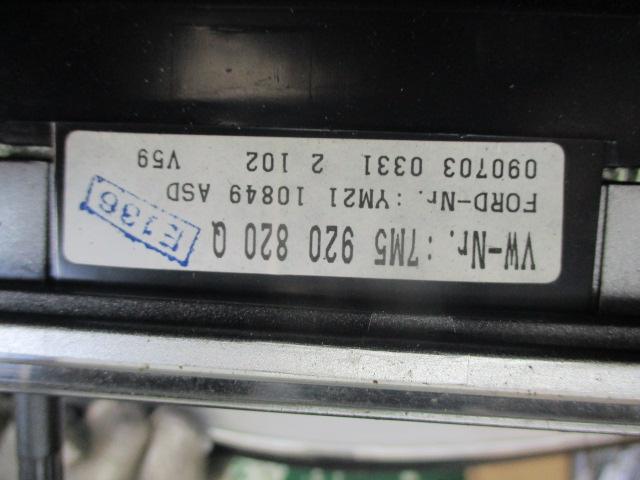 VW-Nr. : 7M5 920 820 Q
FORD-Nr. : YM21 10849 ASD
090703 0331 2 102 V59
E136